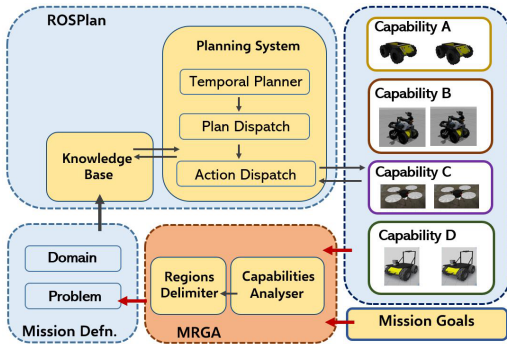 ROSPlan
Planning System
Temporal Planner
Plan Dispatch
Action Dispatch
Knowledge
Base
Capability A
Capability B
Capability C
Capability D
Domain
Problem
Mission Defn.
Regions
Delimiter
Capabilities
Analyser
MRGA
Mission Goals